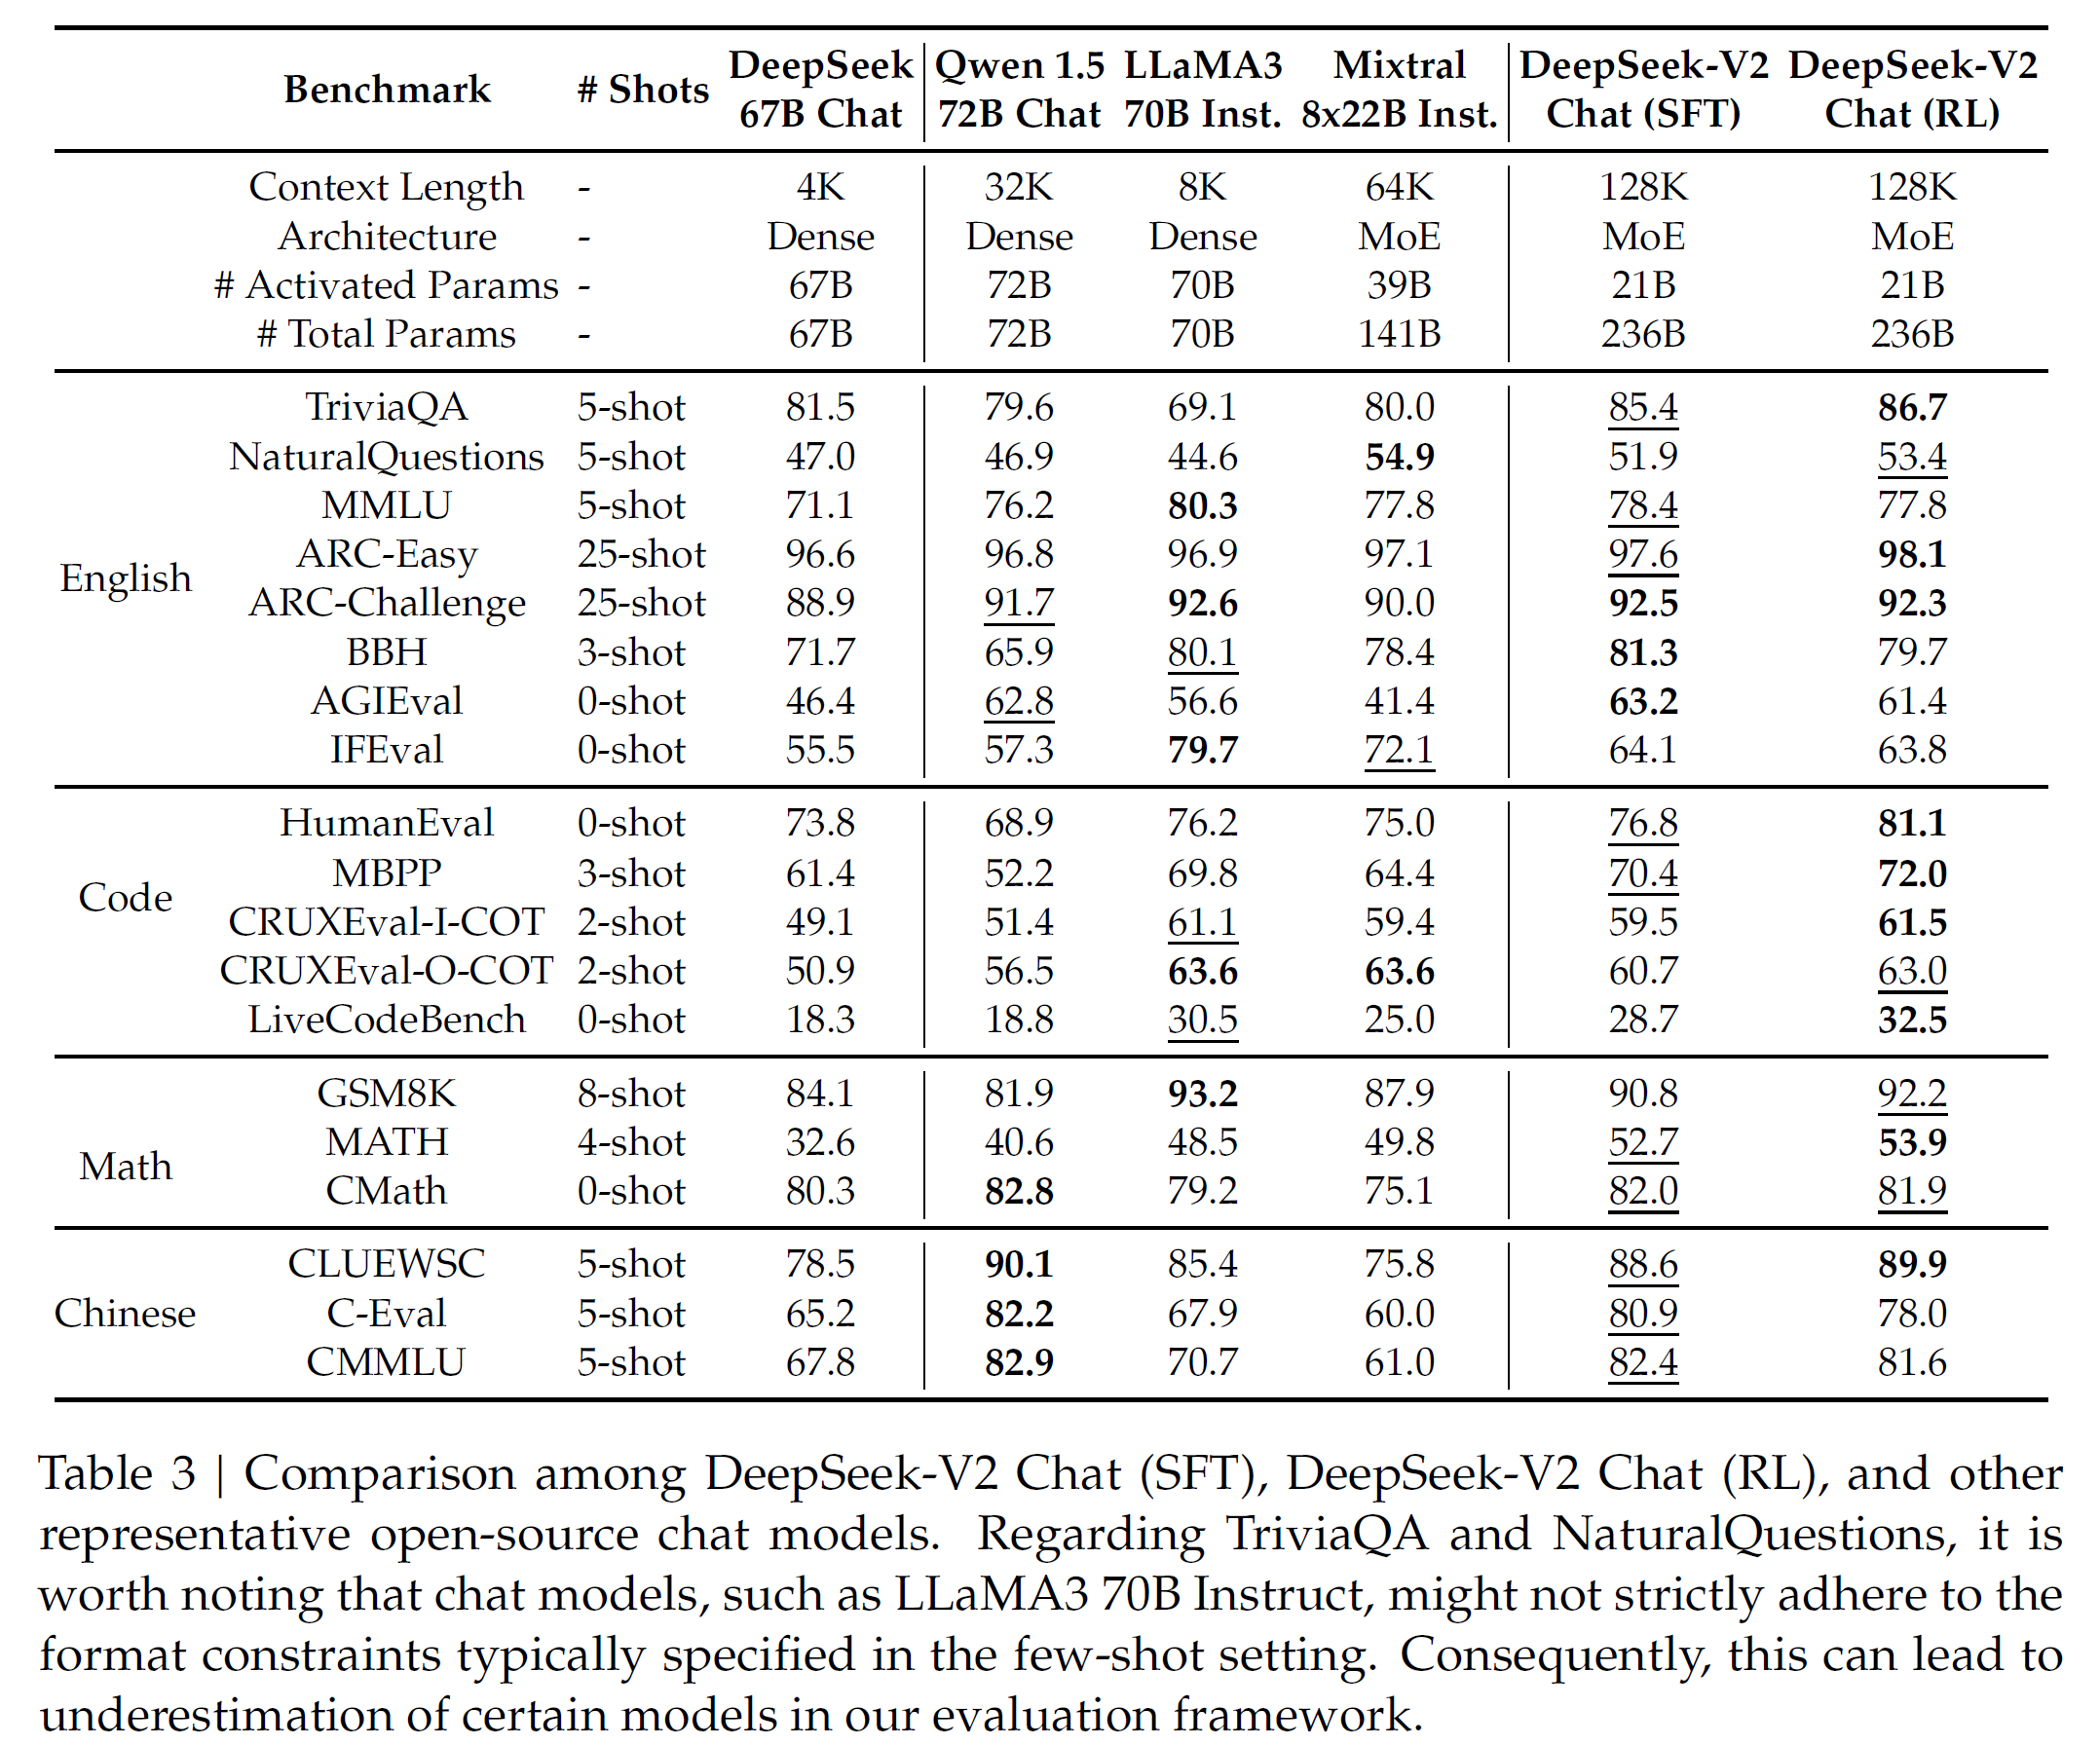 Benchmark # Shots DeepSeek 67B Chat Qwen 1.5 72B Chat LLaMA3 70B Inst. Mixtral 8x22B Inst. DeepSeek-V2 Chat (SFT) DeepSeek-V2 Chat (RL)
Context Length - 4K 32K 8K 64K 128K 128K
Architecture - Dense Dense Dense MoE MoE MoE
# Activated Params - 67B 72B 70B 39B 21B 21B
# Total Params - 67B 72B 70B 141B 236B 236B
English
TriviaQA 5-shot 81.5 79.6 69.1 80.0 85.4 86.7
NaturalQuestions 5-shot 47.0 46.9 44.6 54.9 51.9 53.4
MMLU 5-shot 71.1 76.2 80.3 77.8 78.4 77.8
ARC-Easy 25-shot 96.6 96.8 96.9 97.1 97.6 98.1
ARC-Challenge 25-shot 88.9 91.7 92.6 90.0 92.5 92.3
BBH 3-shot 71.7 65.9 80.1 78.4 81.3 79.7
AGIEval 0-shot 46.4 62.8 56.6 41.4 63.2 61.4
IFEval 0-shot 55.5 57.3 79.7 72.1 64.1 63.8
Code
HumanEval 0-shot 73.8 68.9 76.2 75.0 76.8 81.1
MBPP 3-shot 61.4 52.2 69.8 64.4 70.4 72.0
CRUXEval-I-COT 2-shot 49.1 51.4 61.1 59.4 59.5 61.5
CRUXEval-O-COT 2-shot 50.9 56.5 63.6 63.6 60.7 63.0
LiveCodeBench 0-shot 18.3 18.8 30.5 25.0 28.7 32.5
Math
GSM8K 8-shot 84.1 81.9 93.2 87.9 90.8 92.2
MATH 4-shot 32.6 40.6 48.5 49.8 52.7 53.9
CMath 0-shot 80.3 82.8 79.2 75.1 82.0 81.9
Chinese
CLUEWSC 5-shot 78.5 90.1 85.4 75.8 88.6 89.9
C-Eval 5-shot 65.2 82.2 67.9 60.0 80.9 78.0
CMMLU 5-shot 67.8 82.9 70.7 61.0 82.4 81.6
Table 3 | Comparison among DeepSeek-V2 Chat (SFT), DeepSeek-V2 Chat (RL), and other
representative open-source chat models. Regarding TriviaQA and NaturalQuestions, it is
worth noting that chat models, such as LLaMA3 70B Instruct, might not strictly adhere to the
format constraints typically specified in the few-shot setting. Consequently, this can lead to
underestimation of certain models in our evaluation framework.